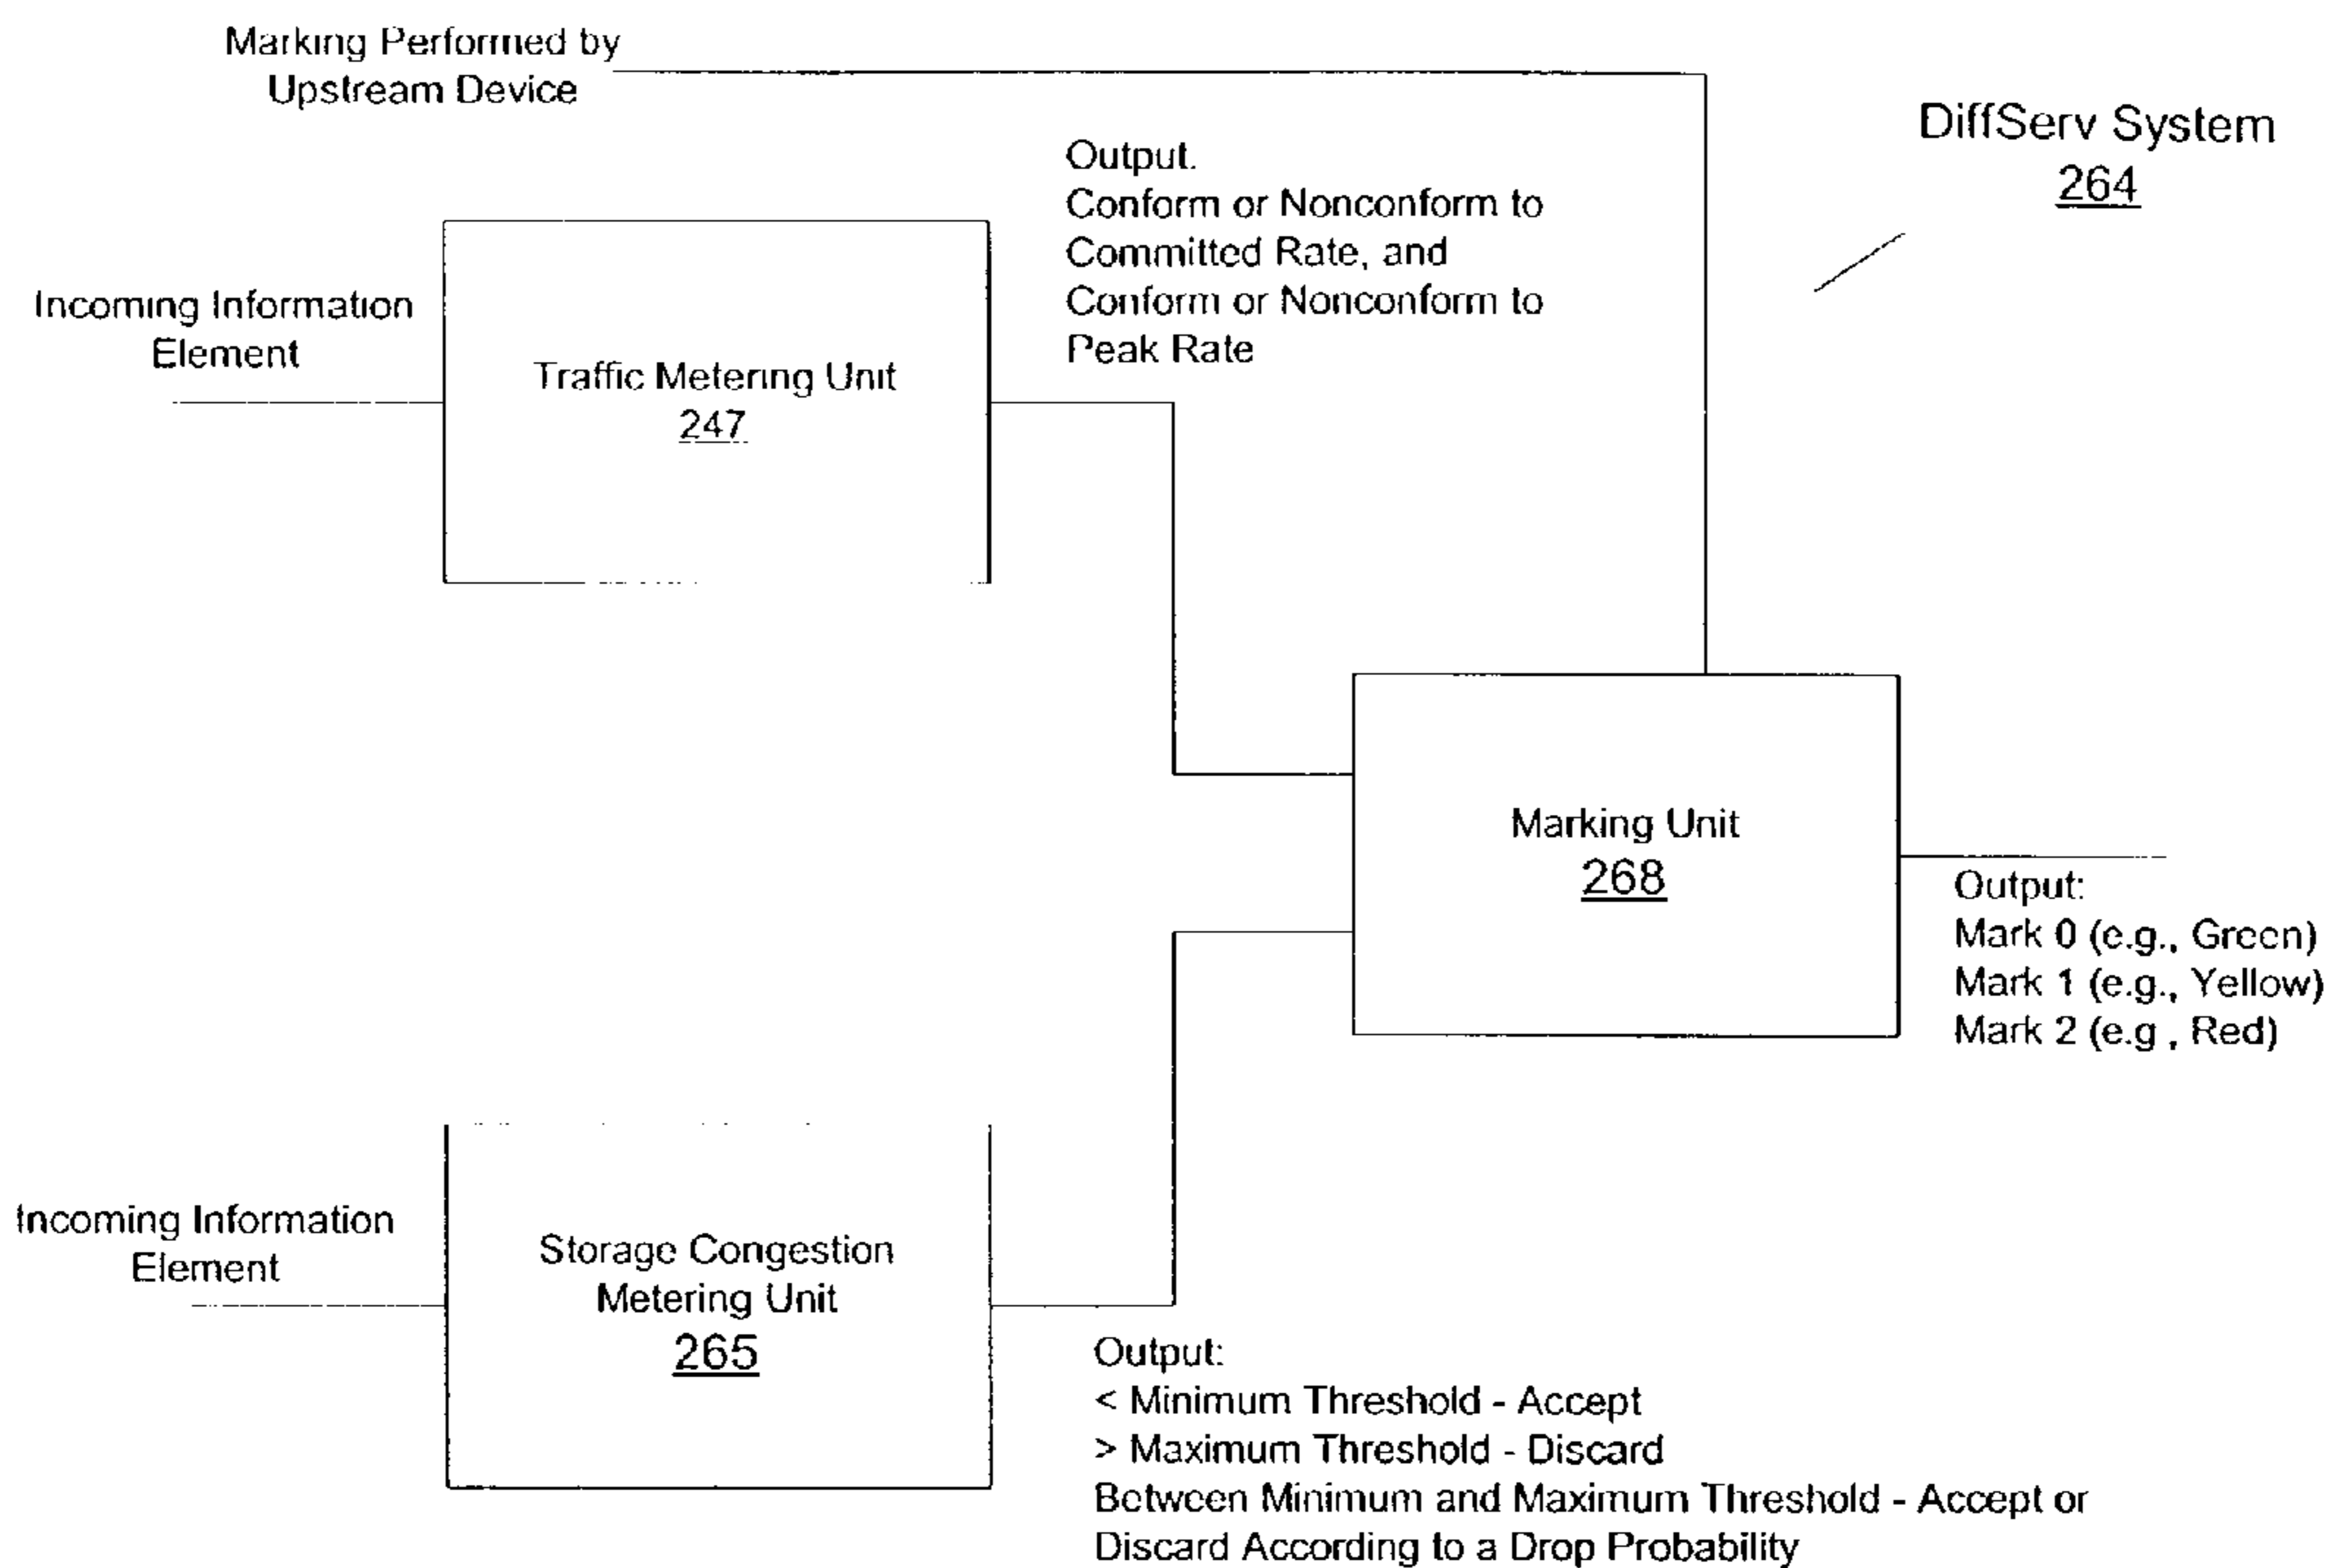 Marking Performed by
Upstream Device
DiffServ System
264
Output.
Conform or Nonconform to
Committed Rate, and
Conform or Nonconform to
Peak Rate
Incoming Information
Element
Traffic Metering Unit
247
Marking Unit
268
Output:
Mark 0 (e.g., Green)
Mark 1 (e.g., Yellow)
Mark 2 (e.g , Red)
Incoming Information
Element
Storage Congestion
Metering Unit
265
Output:
< Minimum Threshold - Accept
> Maximum Threshold - Discard
Between Minimum and Maximum Threshold - Accept or
Discard According to a Drop Probability